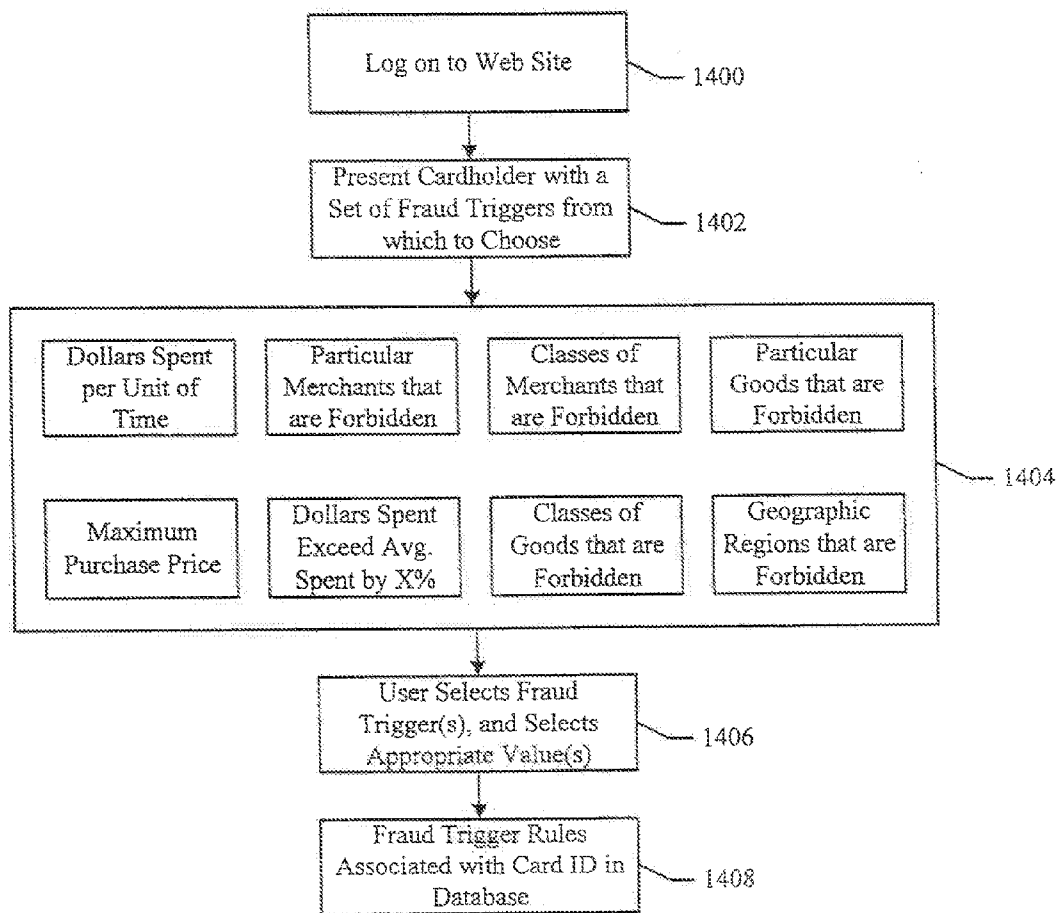 Log on to Web Site
1400
Present Cardholder with a
Set of Fraud Triggers from
which to Choose
1402
Dollars Spent
per Unit of
Time
Particular
Merchants that
are Forbidden
Classes of
Merchants that
are Forbidden
Particular
Goods that are
Forbidden
1404
Maximum
Purchase Price
Dollars Spent
Exceed Avg.
Spent by X%
Classes of
Goods that are
Forbidden
Geographic
Regions that are
Forbidden
User Selects Fraud
Trigger(s), and Selects
Appropriate Value(s)
1406
Fraud Trigger Rules
Associated with Card ID in
Database
1408